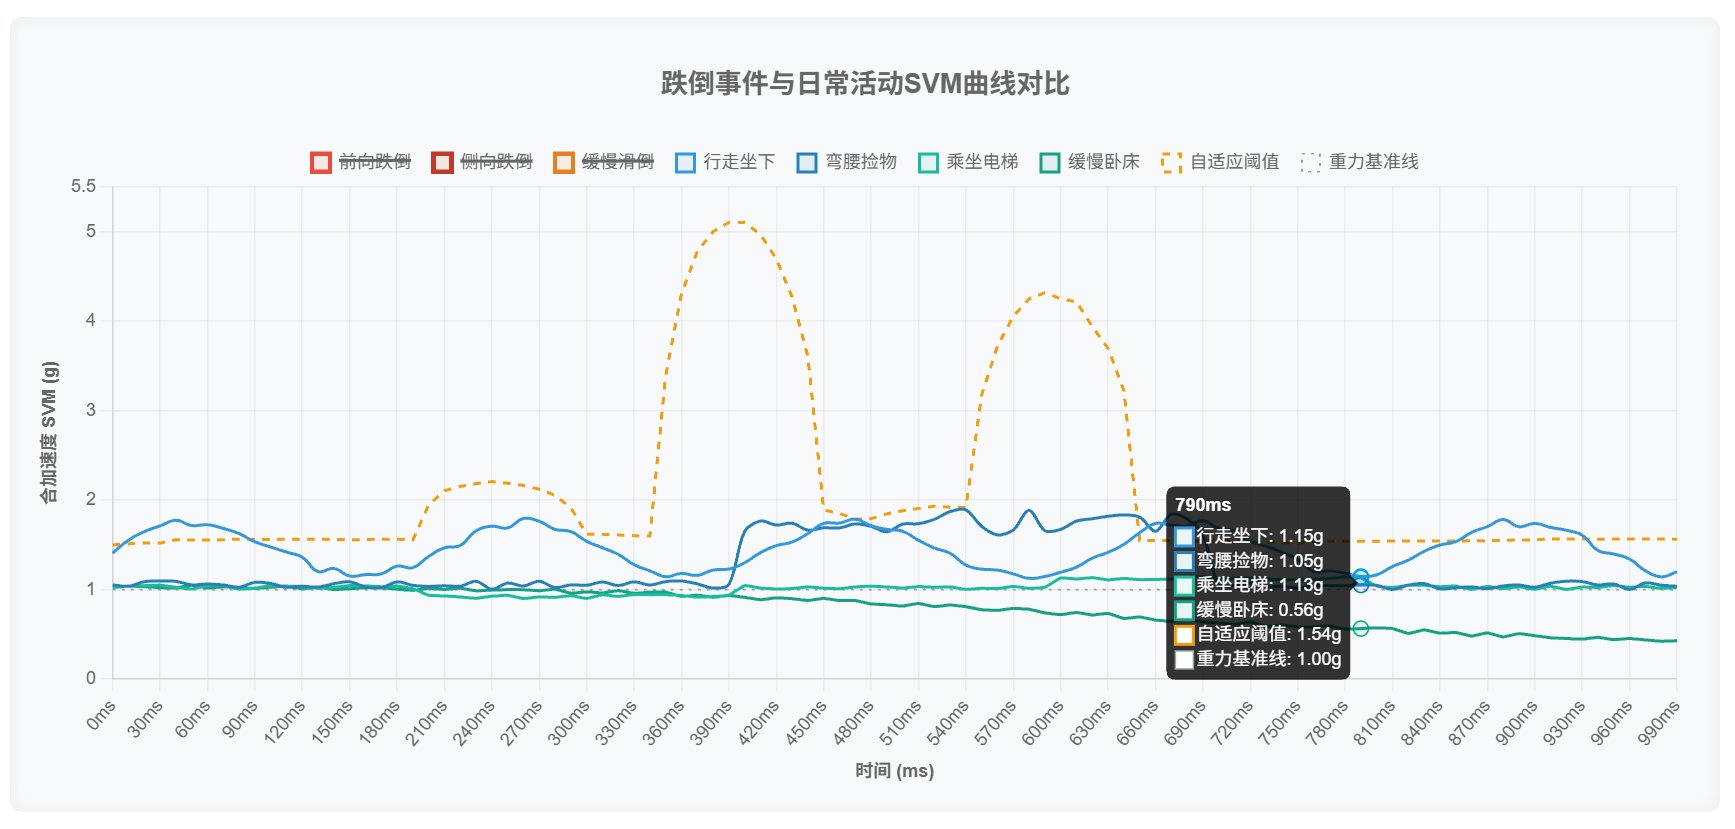 跌倒事件与日常活动SVM曲线对比
前向跌倒 侧向跌倒 缓慢滑倒 行走坐下 弯腰捡物 乘坐电梯 缓慢卧床 自适应阈值 重力基准线
5.5
5
4
3
2
1
0
合加速度 SVM (g)
790ms
行走坐下: 1.15g
弯腰捡物: 1.05g
乘坐电梯: 1.13g
缓慢卧床: 0.56g
自适应阈值: 1.54g
重力基准线: 1.00g
0ms 30ms 60ms 90ms 120ms 150ms 180ms 210ms 240ms 270ms 300ms 330ms 360ms 390ms 420ms 450ms 480ms 510ms 540ms 570ms 600ms 630ms 660ms 690ms 720ms 750ms 780ms 810ms 840ms 870ms 900ms 930ms 960ms 990ms
时间 (ms)